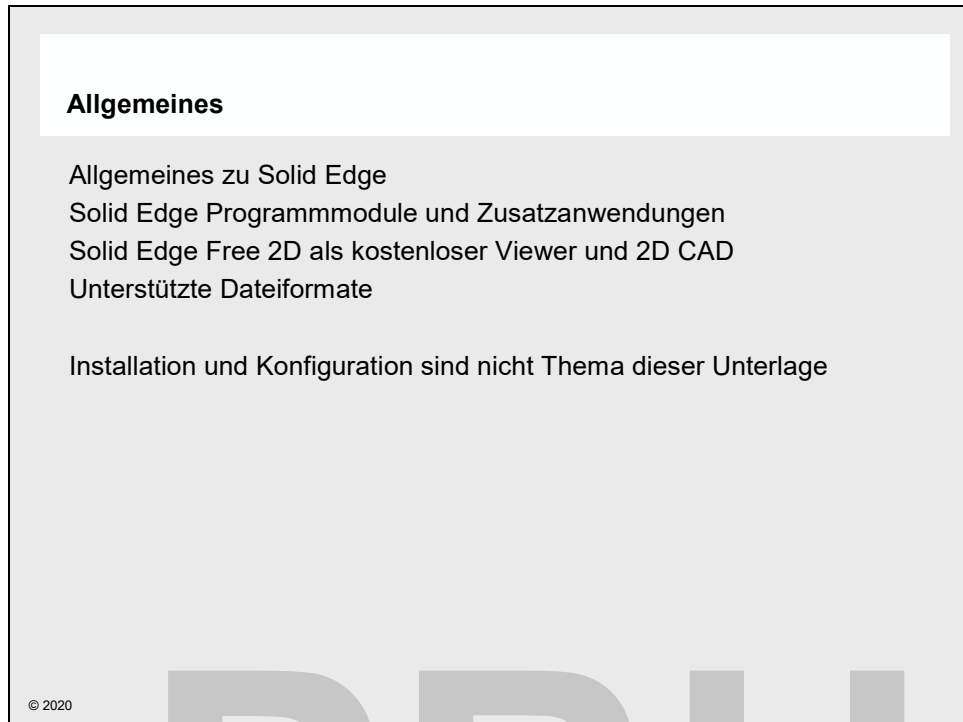 Allgemeines
Allgemeines zu Solid Edge
Solid Edge Programmmodule und Zusatzanwendungen
Solid Edge Free 2D als kostenloser Viewer und 2D CAD
Unterstützte Dateiformate
Installation und Konfiguration sind nicht Thema dieser Unterlage
© 2020